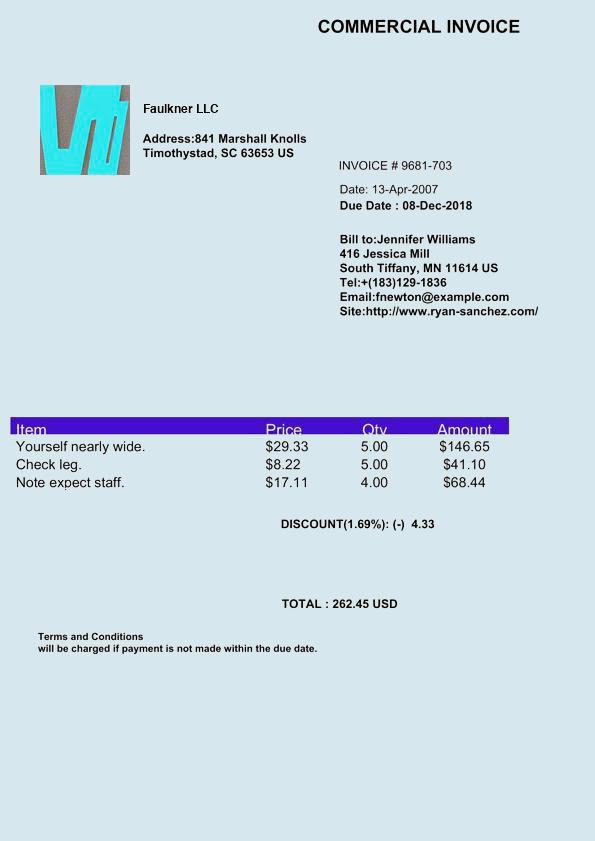 COMMERCIAL INVOICE
Faulkner LLC
Address:841 Marshall Knolls
Timothystad, SC 63653 US
INVOICE # 9681-703
Date: 13-Apr-2007
Due Date : 08-Dec-2018
Bill to:Jennifer Williams
416 Jessica Mill
South Tiffany, MN 11614 US
Tel:+(183)129-1836
Email:fnewton@example.com
Site:http://www.ryan-sanchez.com/
Item Price Qty Amount
Yourself nearly wide. $29.33 5.00 $146.65
Check leg. $8.22 5.00 $41.10
Note expect staff. $17.11 4.00 $68.44
DISCOUNT(1.69%): (-) 4.33
TOTAL : 262.45 USD
Terms and Conditions
will be charged if payment is not made within the due date.